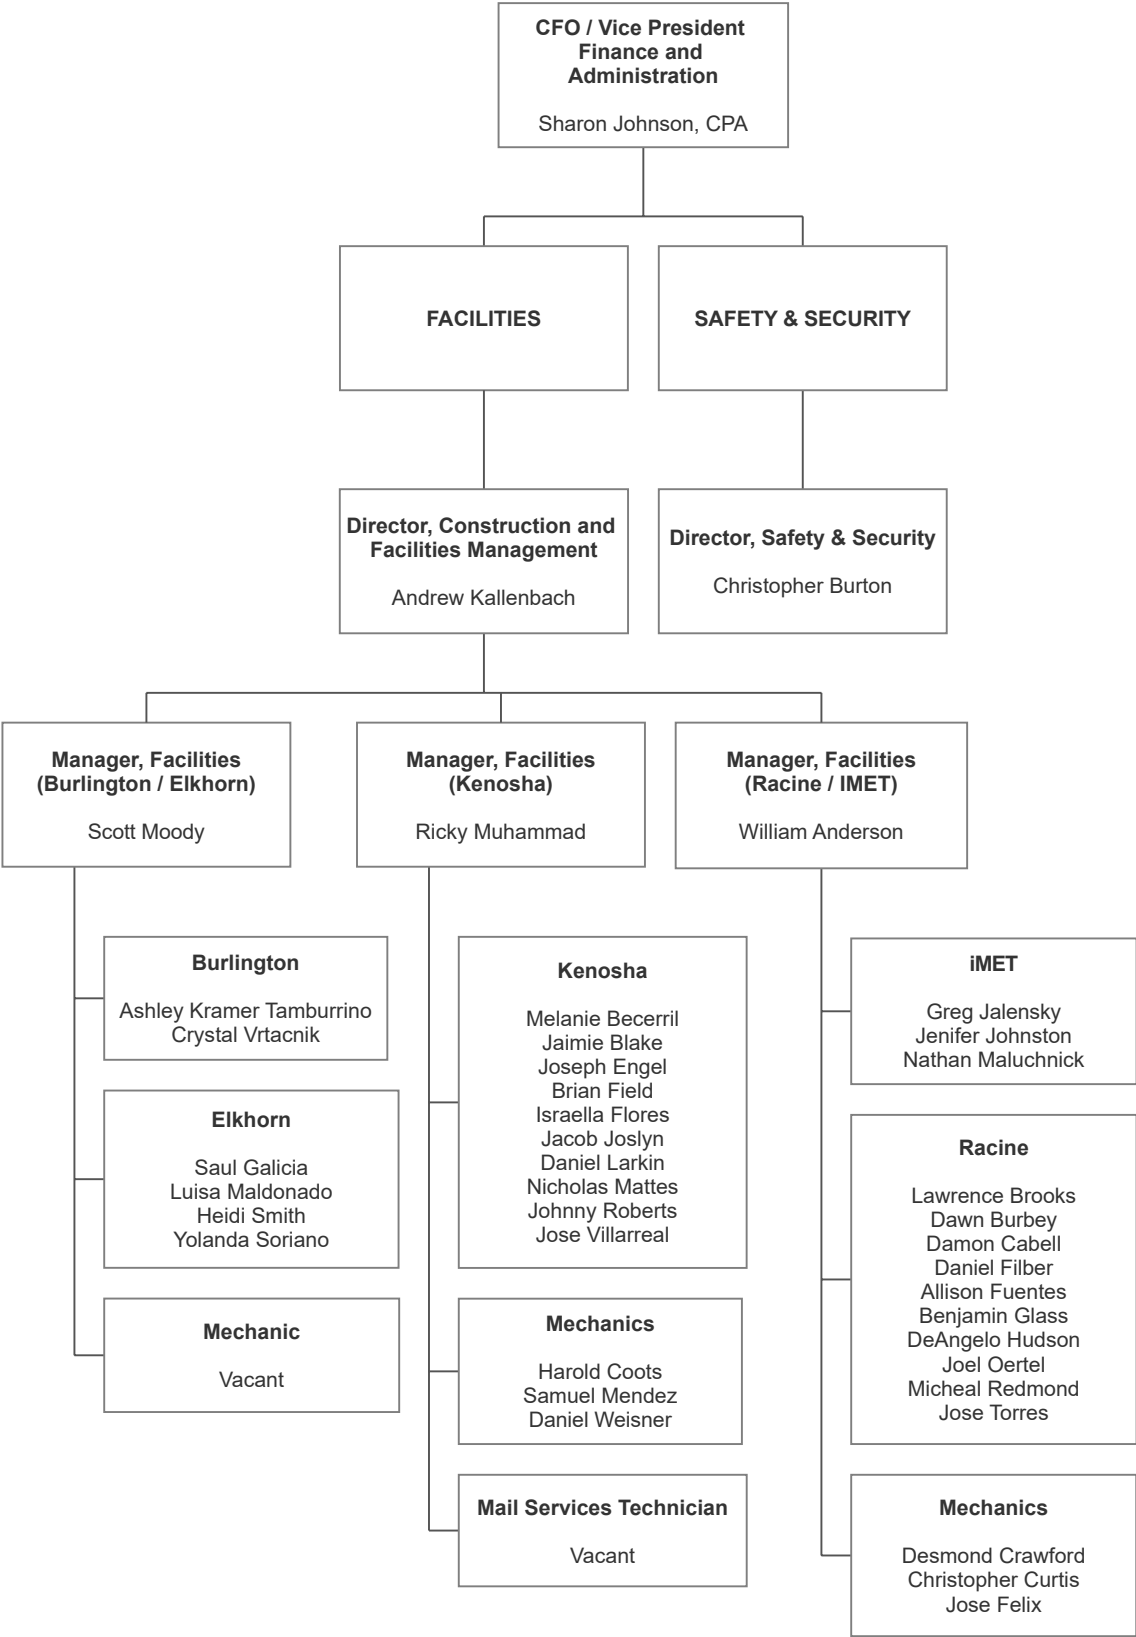 CFO / Vice President
Finance and
Administration
Sharon Johnson, CPA
FACILITIES
SAFETY & SECURITY
Director, Construction and
Facilities Management
Andrew Kallenbach
Director, Safety & Security
Christopher Burton
Manager, Facilities
(Burlington / Elkhorn)
Scott Moody
Manager, Facilities
(Kenosha)
Ricky Muhammad
Manager, Facilities
(Racine / IMET)
William Anderson
Burlington
Ashley Kramer Tamburrino
Crystal Vrtacnik
Elkhorn
Saul Galicia
Luisa Maldonado
Heidi Smith
Yolanda Soriano
Mechanic
Vacant
Kenosha
Melanie Becerril
Jaimie Blake
Joseph Engel
Brian Field
Israella Flores
Jacob Joslyn
Daniel Larkin
Nicholas Mattes
Johnny Roberts
Jose Villarreal
Mechanics
Harold Coots
Samuel Mendez
Daniel Weisner
Mail Services Technician
Vacant
iMET
Greg Jalensky
Jenifer Johnston
Nathan Maluchnick
Racine
Lawrence Brooks
Dawn Burbey
Damon Cabell
Daniel Filber
Allison Fuentes
Benjamin Glass
DeAngelo Hudson
Joel Oertel
Micheal Redmond
Jose Torres
Mechanics
Desmond Crawford
Christopher Curtis
Jose Felix